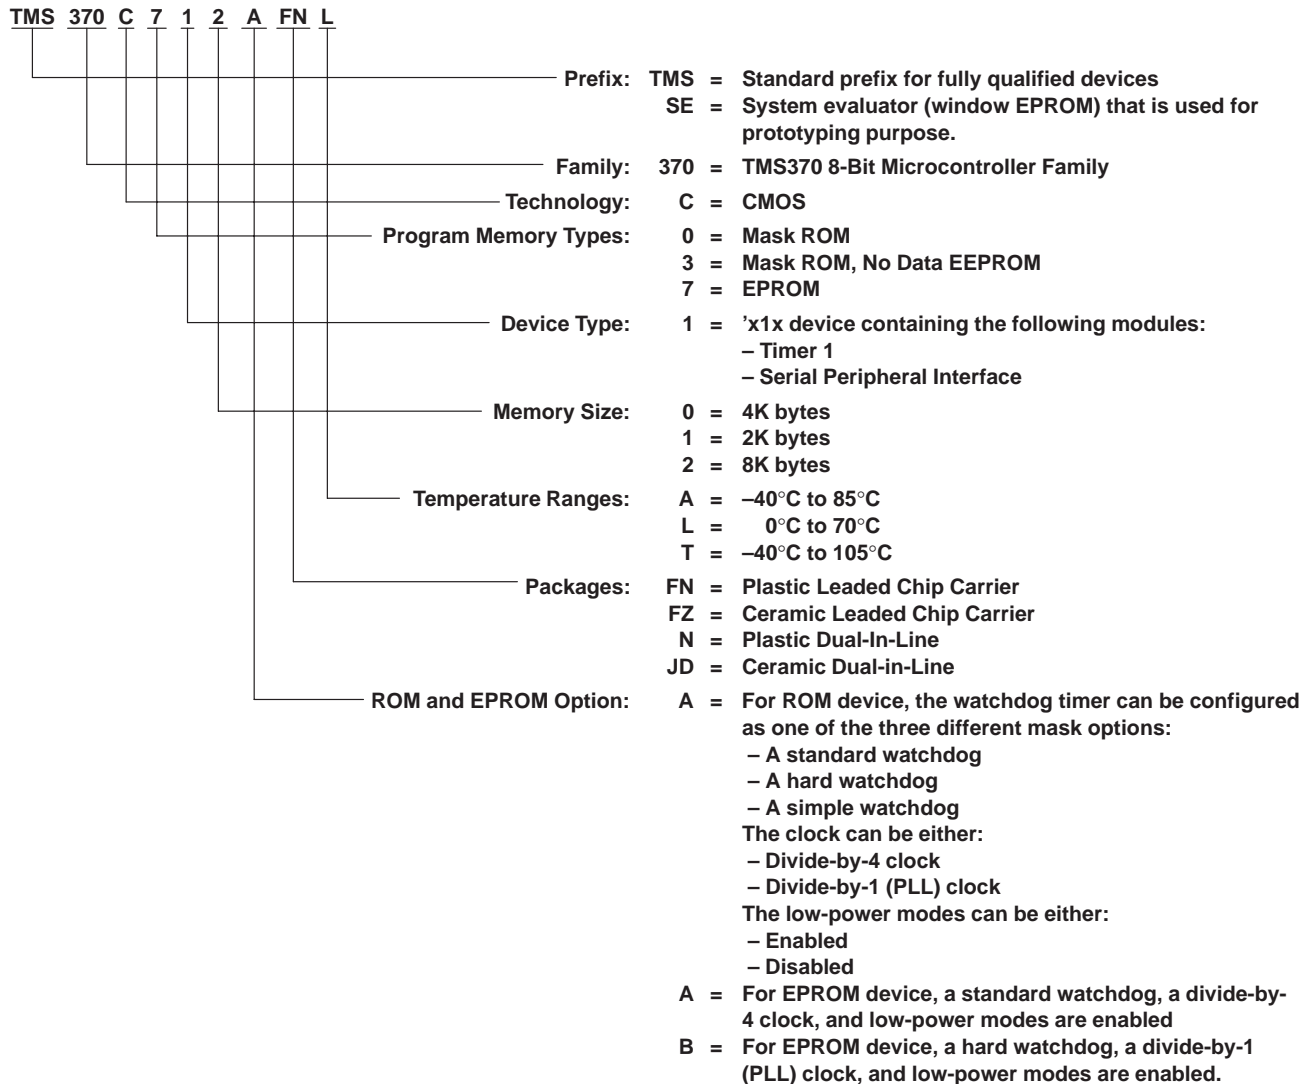 TMS 370 C 7 1 2 A FN L
Prefix: TMS = Standard prefix for fully qualified devices
SE = System evaluator (window EPROM) that is used for
prototyping purpose.
Family: 370 = TMS370 8-Bit Microcontroller Family
Technology: C = CMOS
Program Memory Types: 0 = Mask ROM
3 = Mask ROM, No Data EEPROM
7 = EPROM
Device Type: 1 = ’x1x device containing the following modules:
– Timer 1
– Serial Peripheral Interface
Memory Size: 0 = 4K bytes
1 = 2K bytes
2 = 8K bytes
Temperature Ranges: A = –40°C to 85°C
L = 0°C to 70°C
T = –40°C to 105°C
Packages: FN = Plastic Leaded Chip Carrier
FZ = Ceramic Leaded Chip Carrier
N = Plastic Dual-In-Line
JD = Ceramic Dual-in-Line
ROM and EPROM Option: A = For ROM device, the watchdog timer can be configured
as one of the three different mask options:
– A standard watchdog
– A hard watchdog
– A simple watchdog
The clock can be either:
– Divide-by-4 clock
– Divide-by-1 (PLL) clock
The low-power modes can be either:
– Enabled
– Disabled
A = For EPROM device, a standard watchdog, a divide-by-
4 clock, and low-power modes are enabled
B = For EPROM device, a hard watchdog, a divide-by-1
(PLL) clock, and low-power modes are enabled.